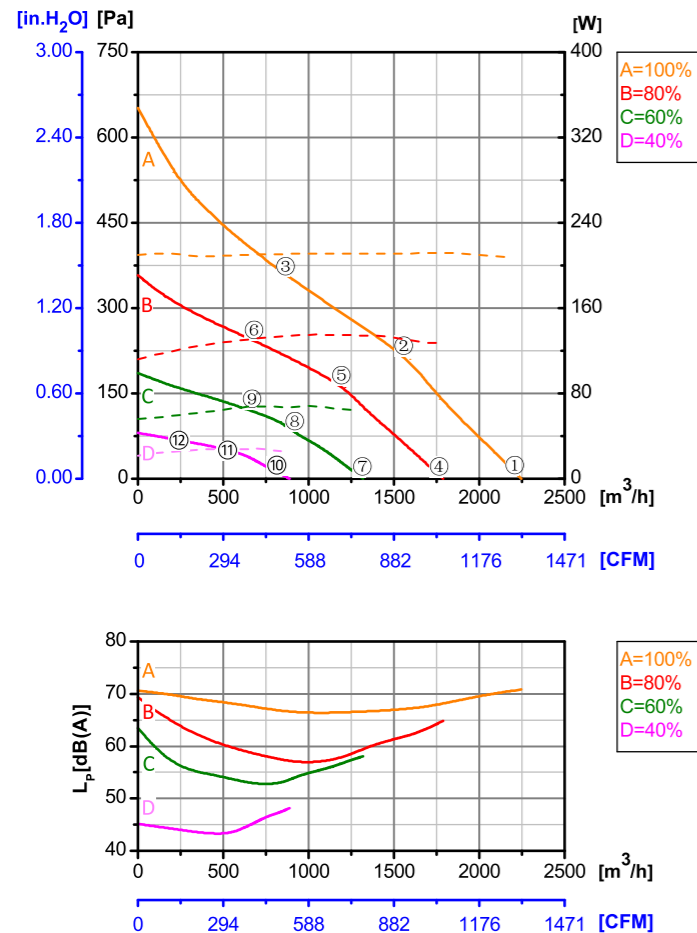 [in.H2O] [Pa] [W]
3.00 750 400
A=100%
B=80%
C=60%
D=40%
2.40 600 320
A
1.80 450 240
③
1.20 300 B 160
⑥ ②
⑤
0.60 150 C ⑨ 80
⑧
⑫ ⑪
D ⑩ ⑦ ④ ①
0.00 0 0
0 500 1000 1500 2000 2500 [m3/h]
0 294 588 882 1176 1471 [CFM]
80
A=100%
B=80%
C=60%
D=40%
A
70
B
60
C
LP[dB(A)]
50
D
40
0 500 1000 1500 2000 2500 [m3/h]
0 294 588 882 1176 1471 [CFM]